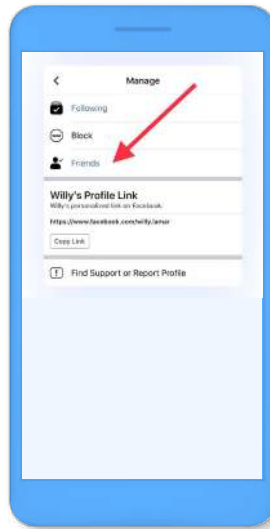 Manage
Following
Block
Friends
Willy's Profile Link
Willy's personalized link on Facebook.
https://www.facebook.com/willy.lamar
Copy Link
Find Support or Report Profile